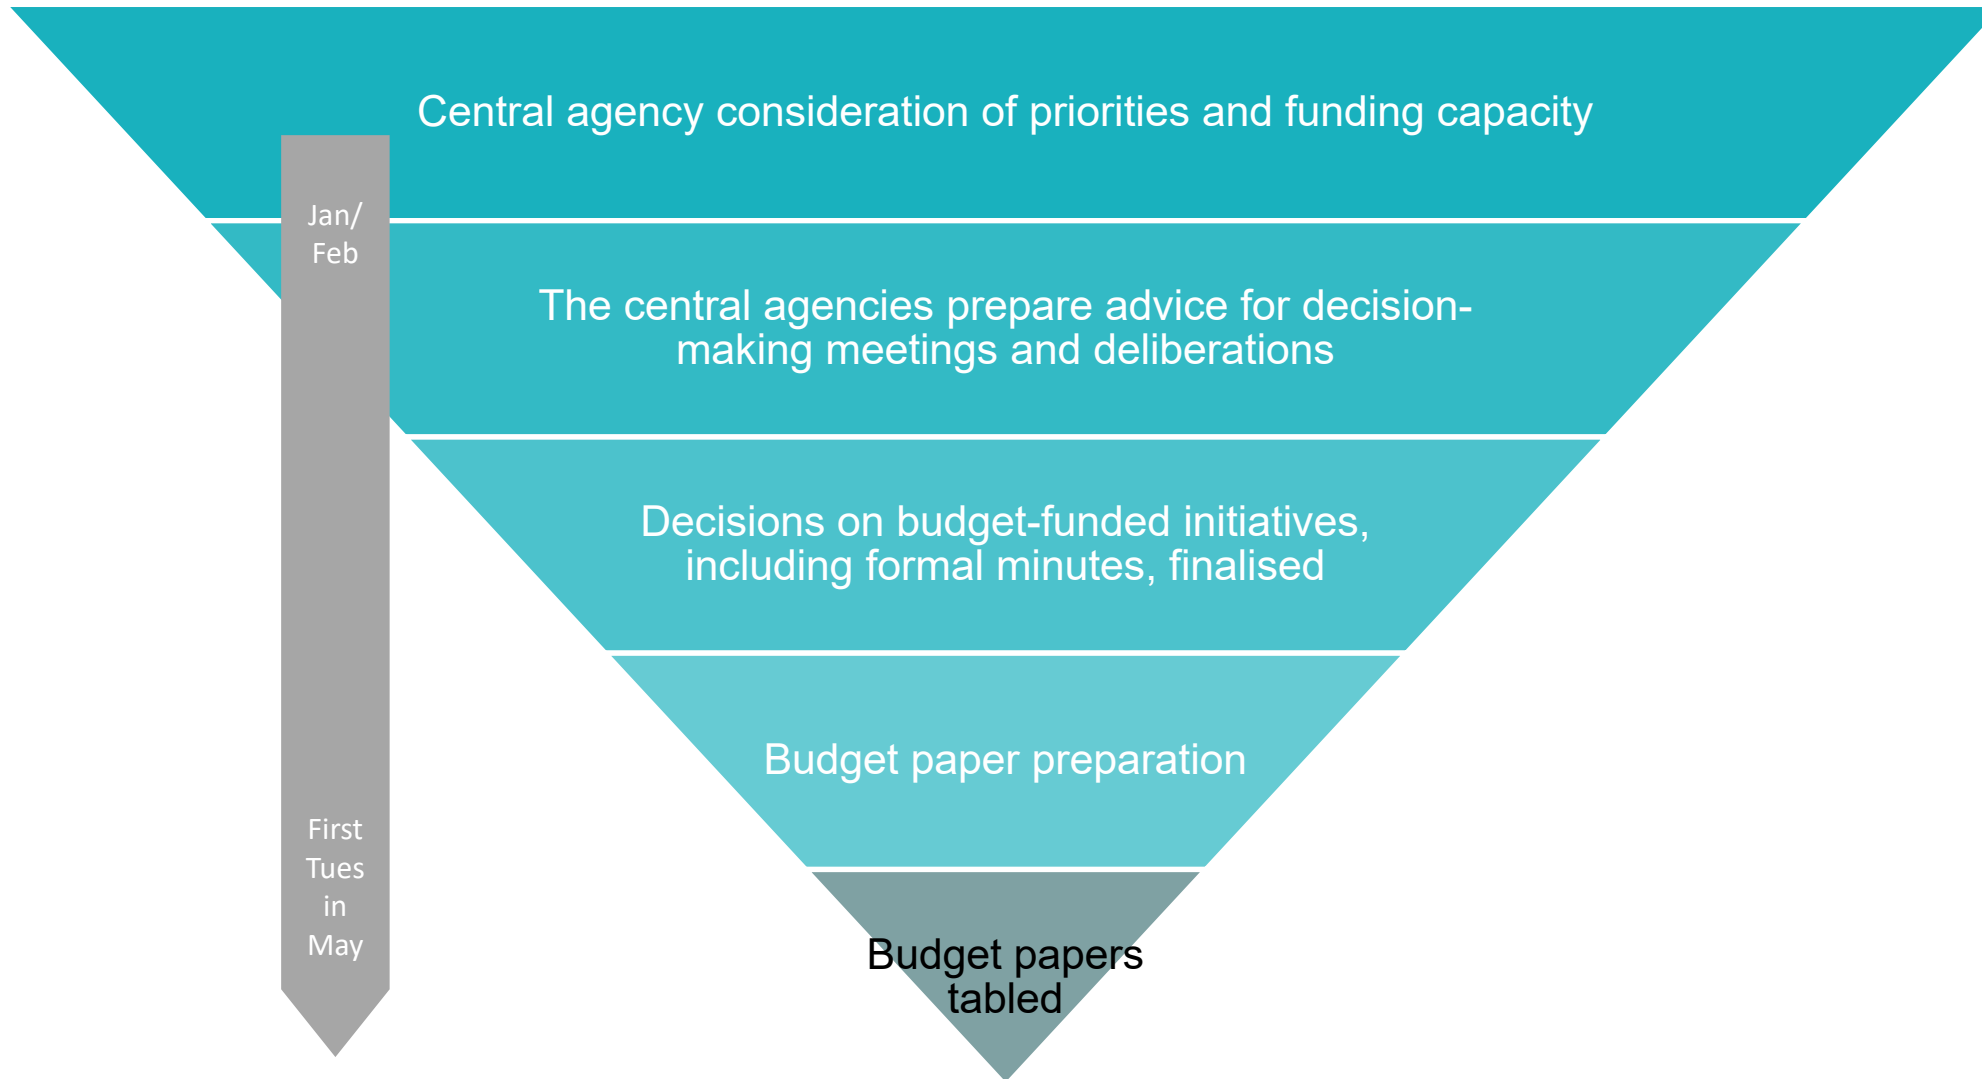 Central agency consideration of priorities and funding capacity
Jan/
Feb
The central agencies prepare advice for decision-
making meetings and deliberations
Decisions on budget-funded initiatives,
including formal minutes, finalised
Budget paper preparation
First
Tues
in
May
Budget papers
tabled